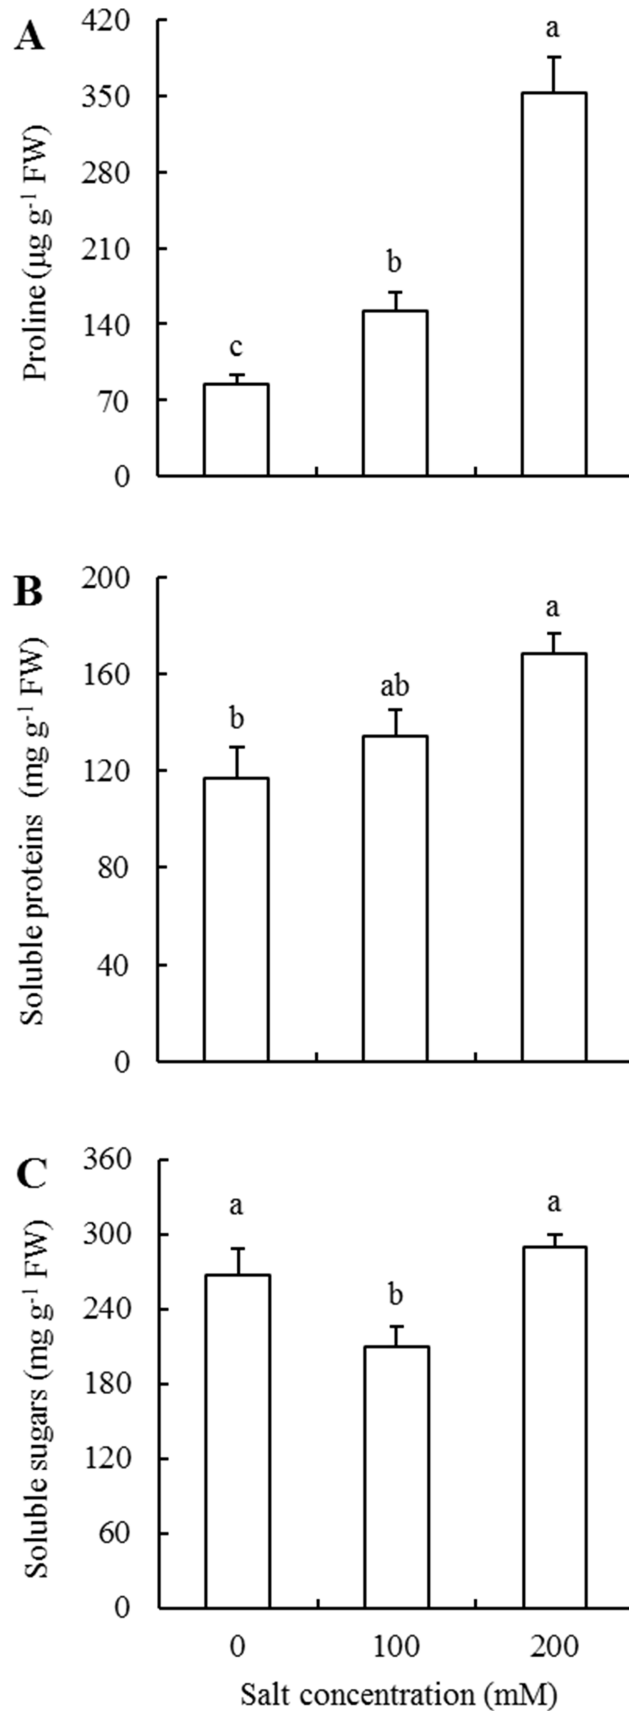 A
Proline (μg g-1 FW)
420
350
280
210
140
70
0
c
b
a
B
Soluble proteins (mg g-1 FW)
200
160
120
80
40
0
b
ab
a
C
Soluble sugars (mg g-1 FW)
360
300
240
180
120
60
0
a
b
a
0 100 200
Salt concentration (mM)